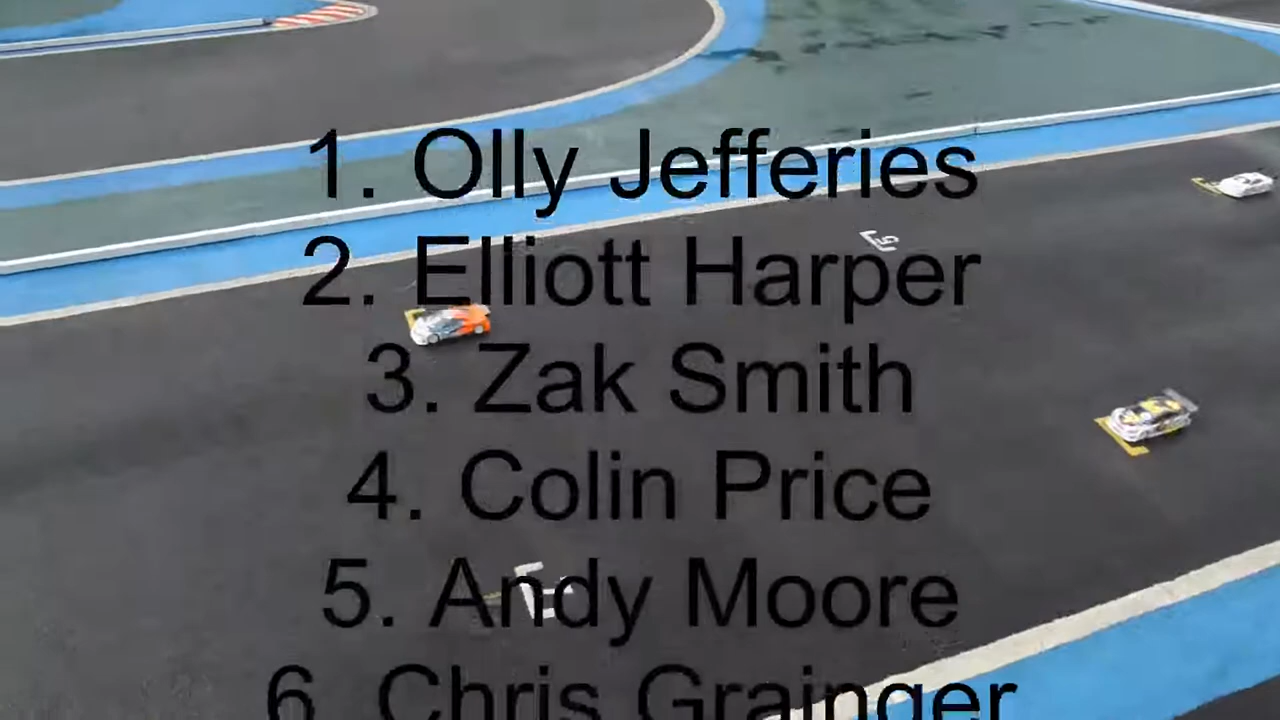 1. Olly Jefferies
2. Elliott Harper
3. Zak Smith
4. Colin Price
5. Andy Moore
6. Chris Grainger